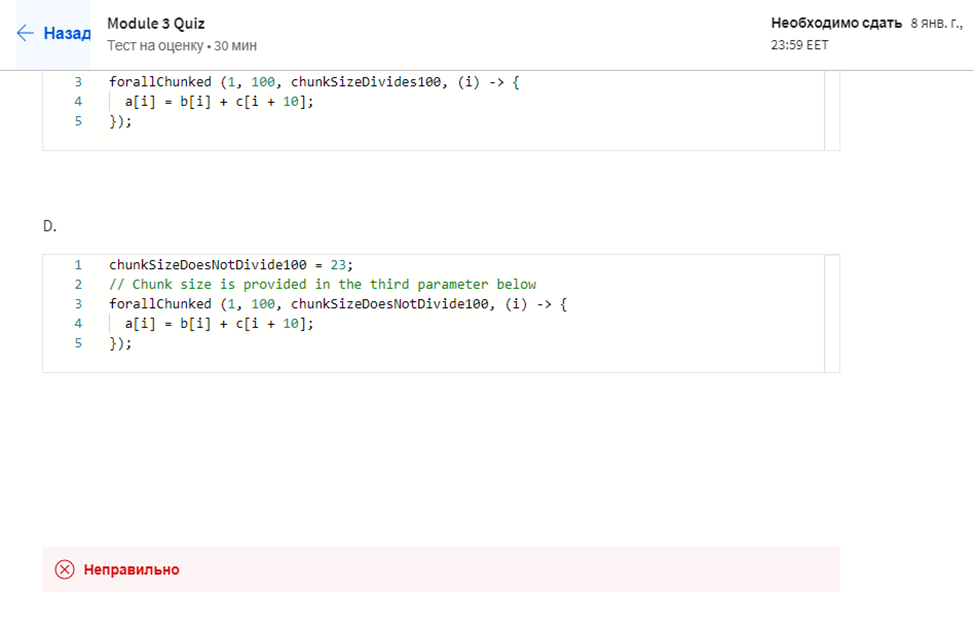 Назад
Module 3 Quiz
Тест на оценку • 30 мин
Необходимо сдать 8 янв. г.,
23:59 EET
3 forallChunked (1, 100, chunkSizeDivides100, (i) -> {
4 a[i] = b[i] + c[i + 10];
5 });
D.
1 chunkSizeDoesNotDivide100 = 23;
2 // Chunk size is provided in the third parameter below
3 forallChunked (1, 100, chunkSizeDoesNotDivide100, (i) -> {
4 a[i] = b[i] + c[i + 10];
5 });
Неправильно